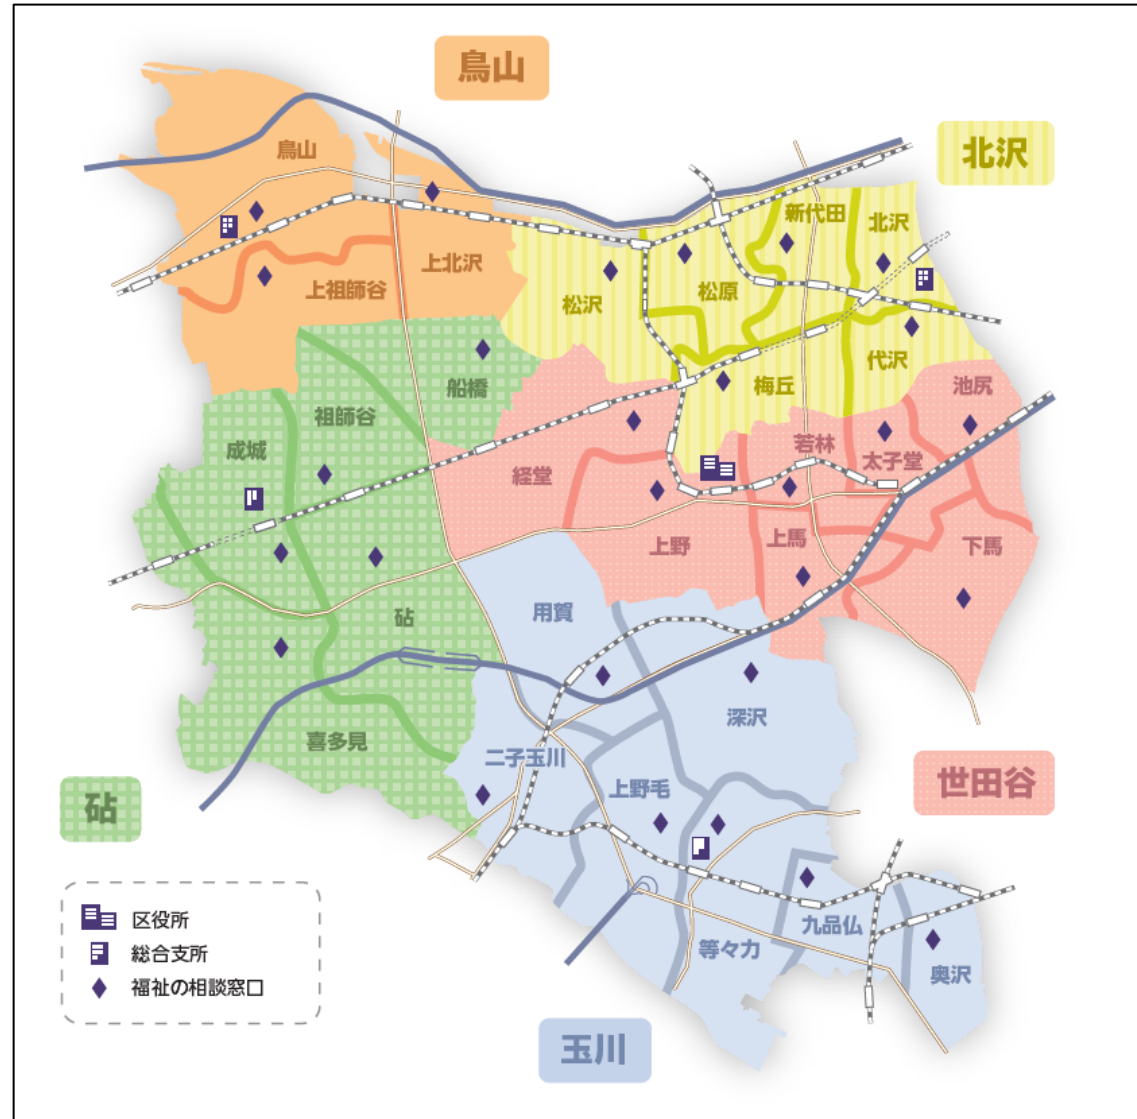 鳥山
北沢
鳥山
新代田
北沢
上北沢
上祖師谷
松原
松沢
代沢
梅丘
池尻
船橋
祖師谷
成城
若林
太子堂
経堂
上野
上馬
下馬
用賀
砧
深沢
喜多見
二子玉川
上野毛
世田谷
砧
区役所
総合支所
福祉の相談窓口
九品仏
等々力
奥沢
玉川